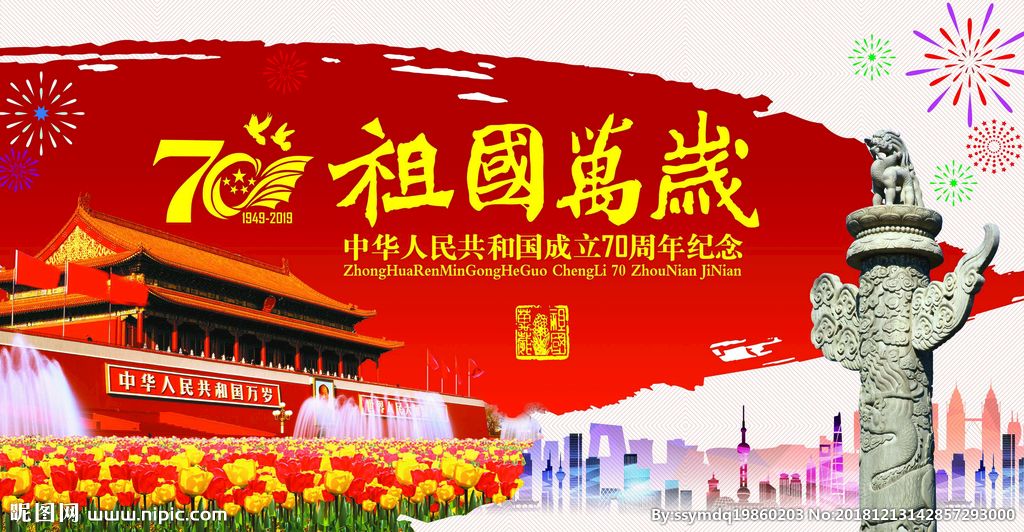 70
1949-2019
祖國萬歲
中华人民共和国成立70周年纪念
ZhongHuaRenMinGongHeGuo ChengLi 70 ZhouNian JiNian
中华人民共和国万岁
昵图网 www.nipic.com
By:ssymdq19860203 No:20181213142857293000